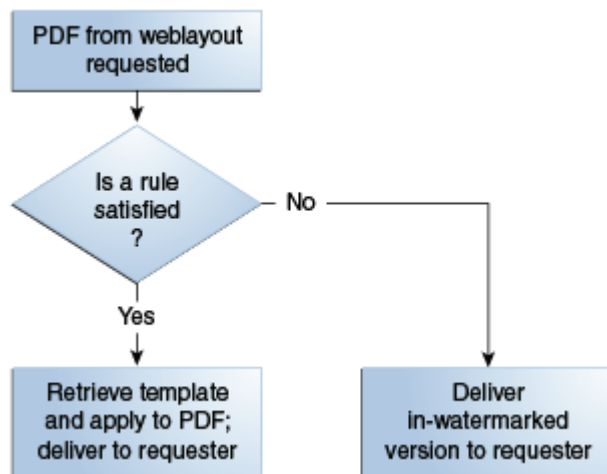 PDF from weblayout
requested
Is a rule
satisfied
?
No
Yes
Retrieve template
and apply to PDF;
deliver to requester
Deliver
in-watermarked
version to requester